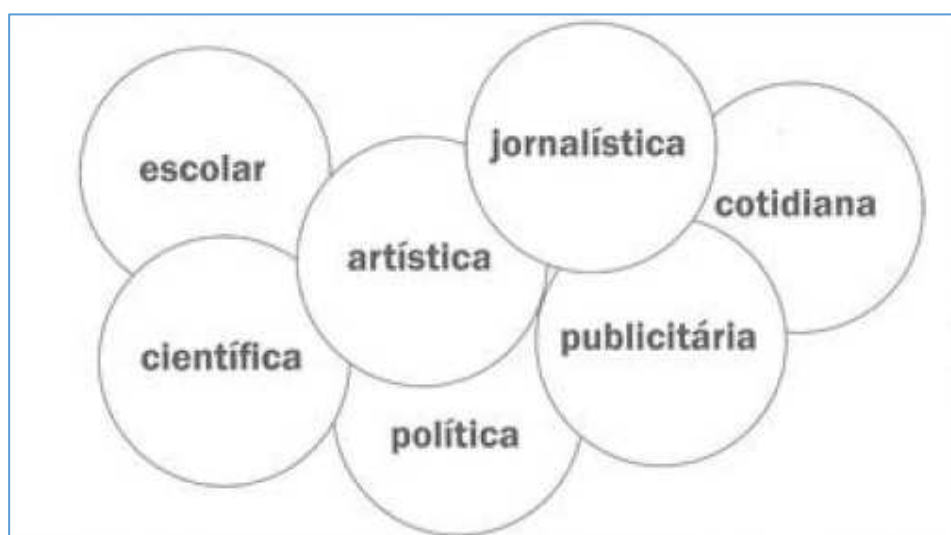 jornalística
escolar
cotidiana
artística
publicitária
científica
política